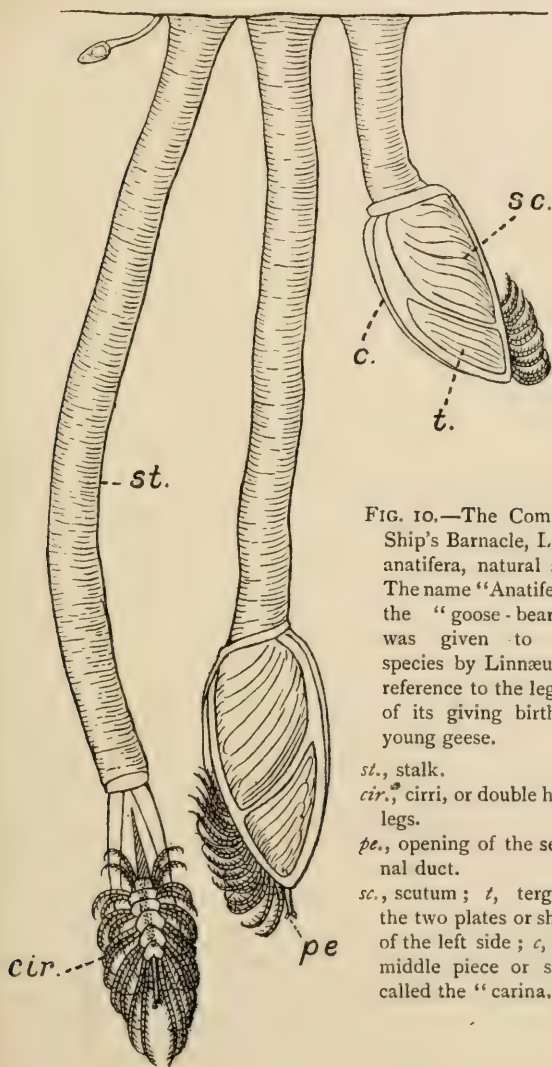 sc.
c.
t.
st.
FIG. 10.—The Com
Ship's Barnacle, L
anatifera, natural
The name "Anatife
the "goose-bear
was given to
species by Linnæu
reference to the leg
of its giving birth
young geese.
st., stalk.
cir., cirri, or double h
legs.
pe., opening of the se
nal duct.
sc., scutum; t, terg
the two plates or sh
of the left side; c,
middle piece or s
called the "carina.
pe
cir.